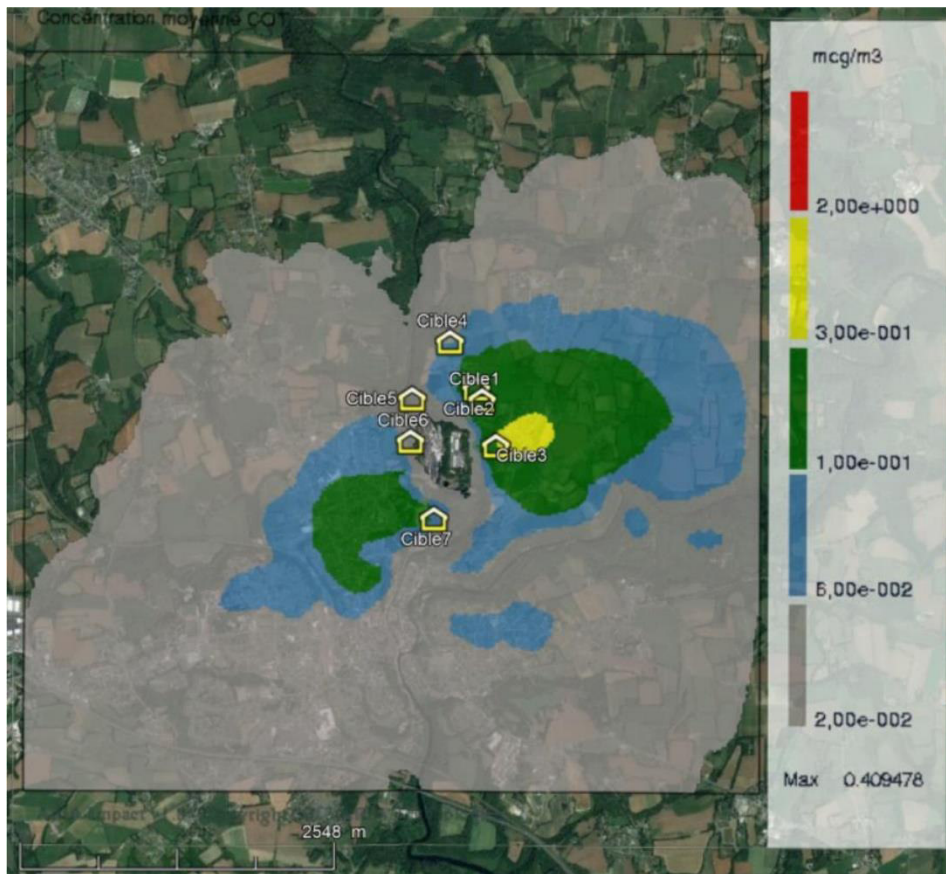 Concentration moyenne COT
mcg/m3
2,00e+000
3,00e-001
1,00e-001
6,00e-002
2,00e-002
Max 0.409478
Cible4
Cible1
Cible5
Cible2
Cible6
Cible3
Cible7
2548 m